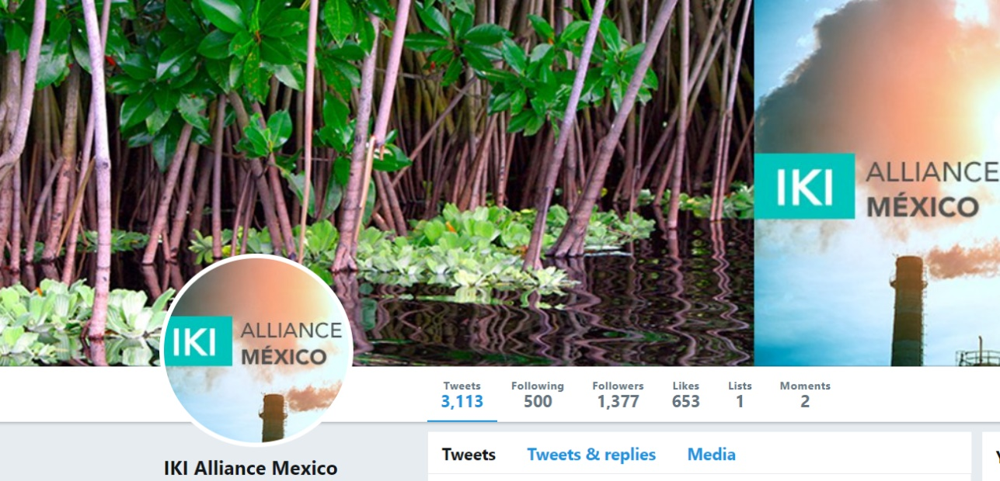 IKI ALLIANCE
MÉXICO
IKI ALLIANCE
MÉXICO
Tweets Following Followers Likes Lists Moments
3,113 500 1,377 653 1 2
Tweets Tweets & replies Media
IKI Alliance Mexico